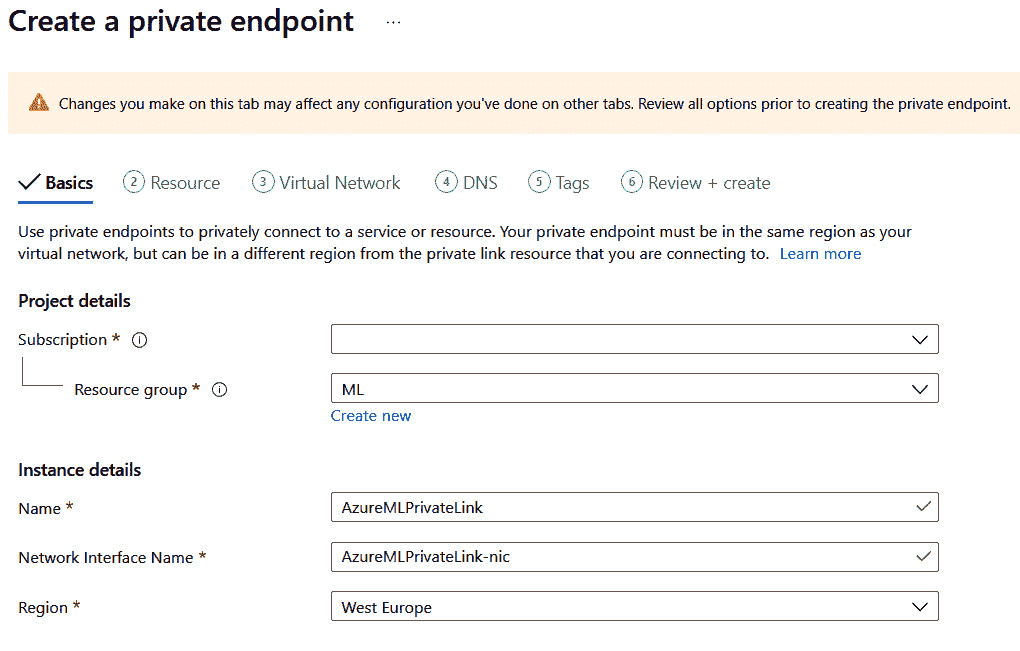 Create a private endpoint ...
Changes you make on this tab may affect any configuration you've done on other tabs. Review all options prior to creating the private endpoint.
Basics 2 Resource 3 Virtual Network 4 DNS 5 Tags 6 Review + create
Use private endpoints to privately connect to a service or resource. Your private endpoint must be in the same region as your
virtual network, but can be in a different region from the private link resource that you are connecting to. Learn more
Project details
Subscription *
Resource group * ML
Create new
Instance details
Name * AzureMLPrivateLink
Network Interface Name * AzureMLPrivateLink-nic
Region * West Europe